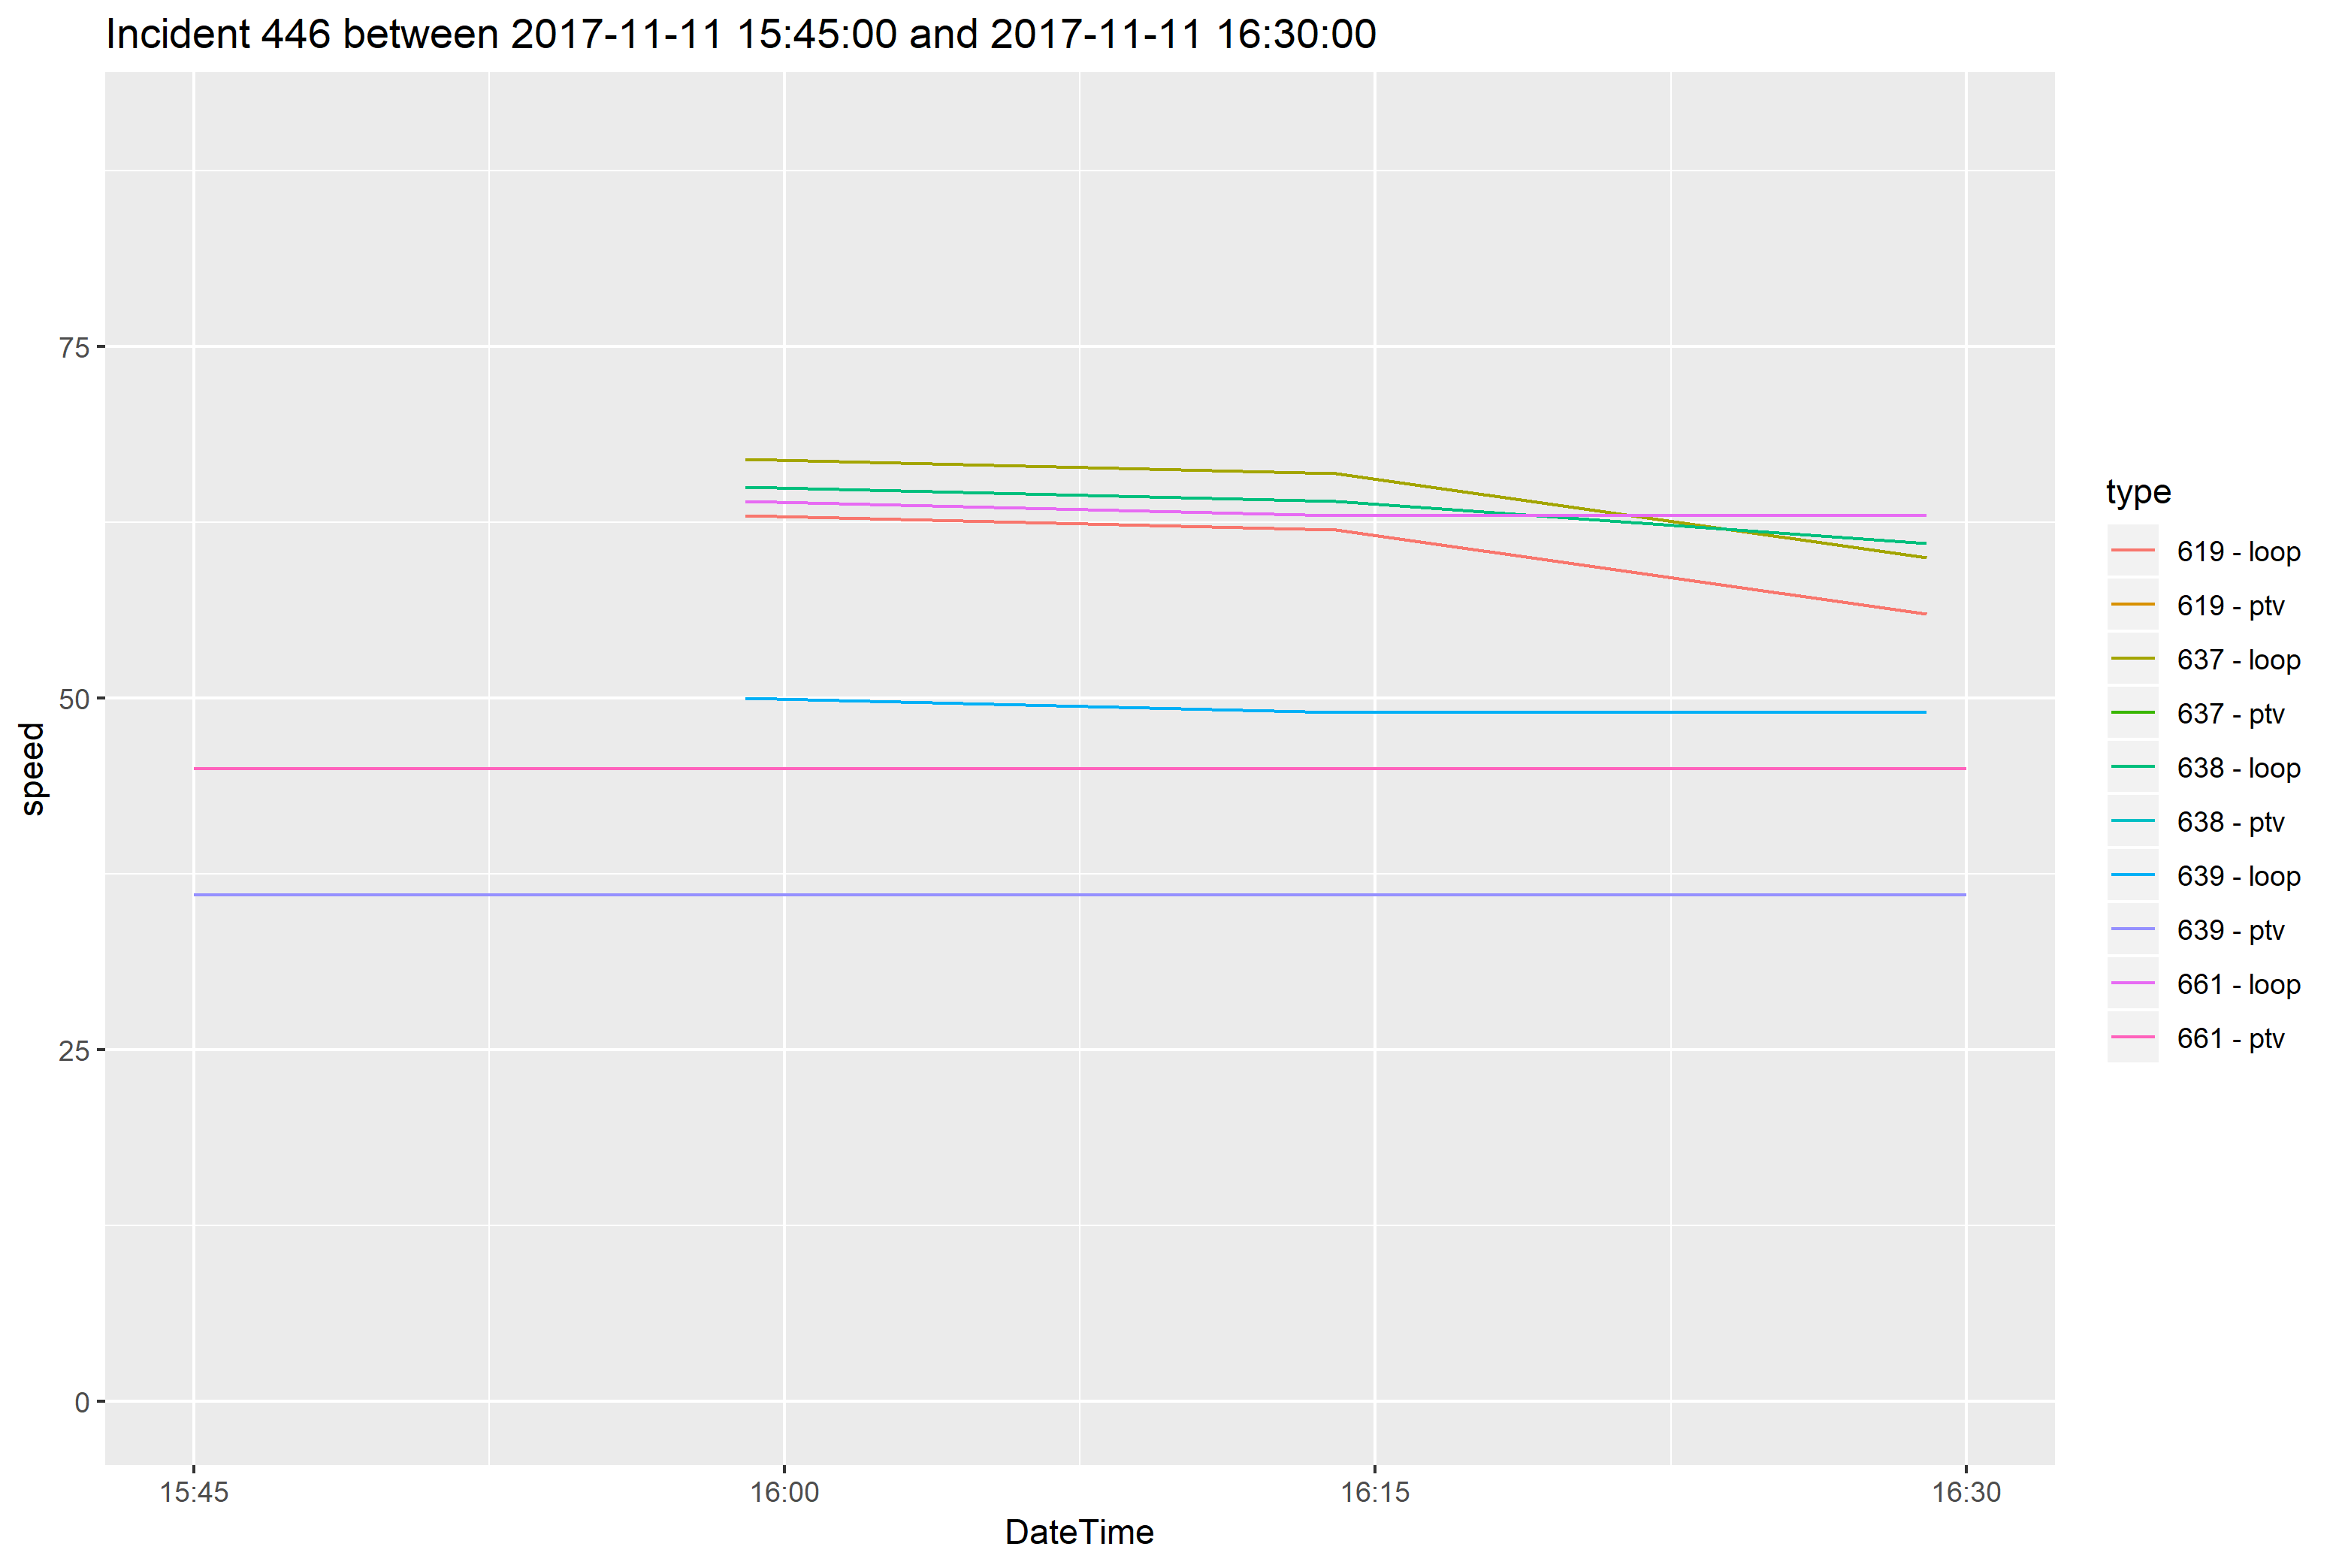 Incident 446 between 2017-11-11 15:45:00 and 2017-11-11 16:30:00
75
50
25
0
speed
15:45
16:00
16:15
16:30
DateTime
type
619 - loop
619 - ptv
637 - loop
637 - ptv
638 - loop
638 - ptv
639 - loop
639 - ptv
661 - loop
661 - ptv